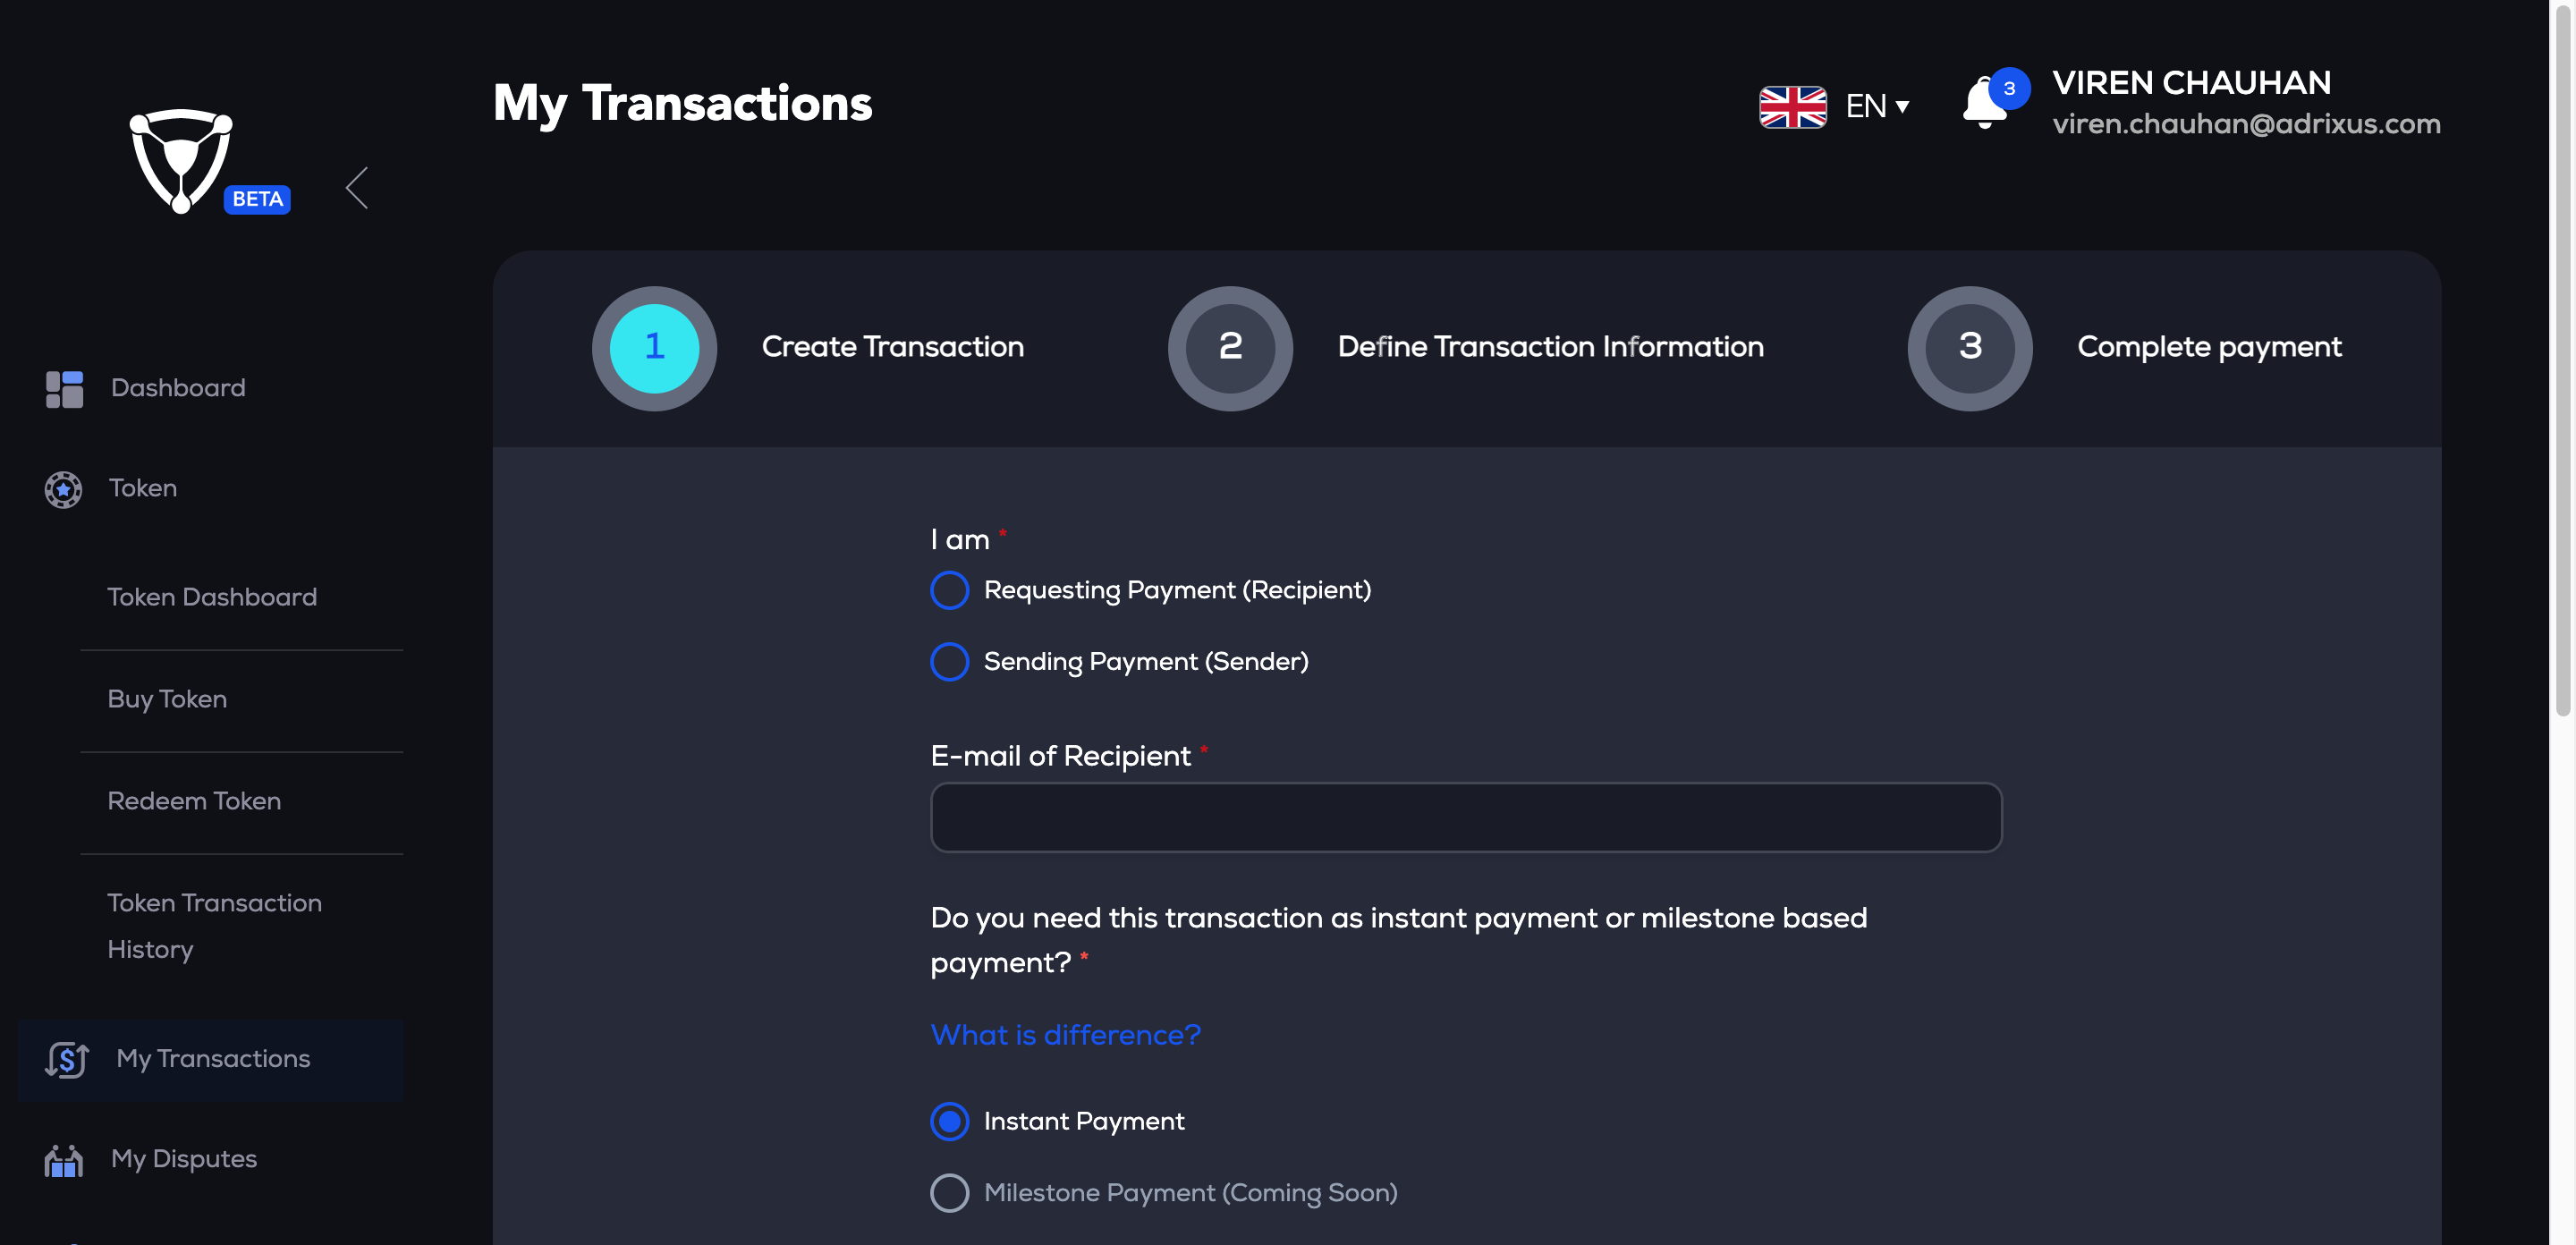 My Transactions
EN
3
VIREN CHAUHAN
viren.chauhan@adrixus.com
BETA
Dashboard
Token
Token Dashboard
Buy Token
Redeem Token
Token Transaction
History
My Transactions
My Disputes
1
Create Transaction
2
Define Transaction Information
3
Complete payment
I am *
Requesting Payment (Recipient)
Sending Payment (Sender)
E-mail of Recipient *
Do you need this transaction as instant payment or milestone based
payment? *
What is difference?
Instant Payment
Milestone Payment (Coming Soon)